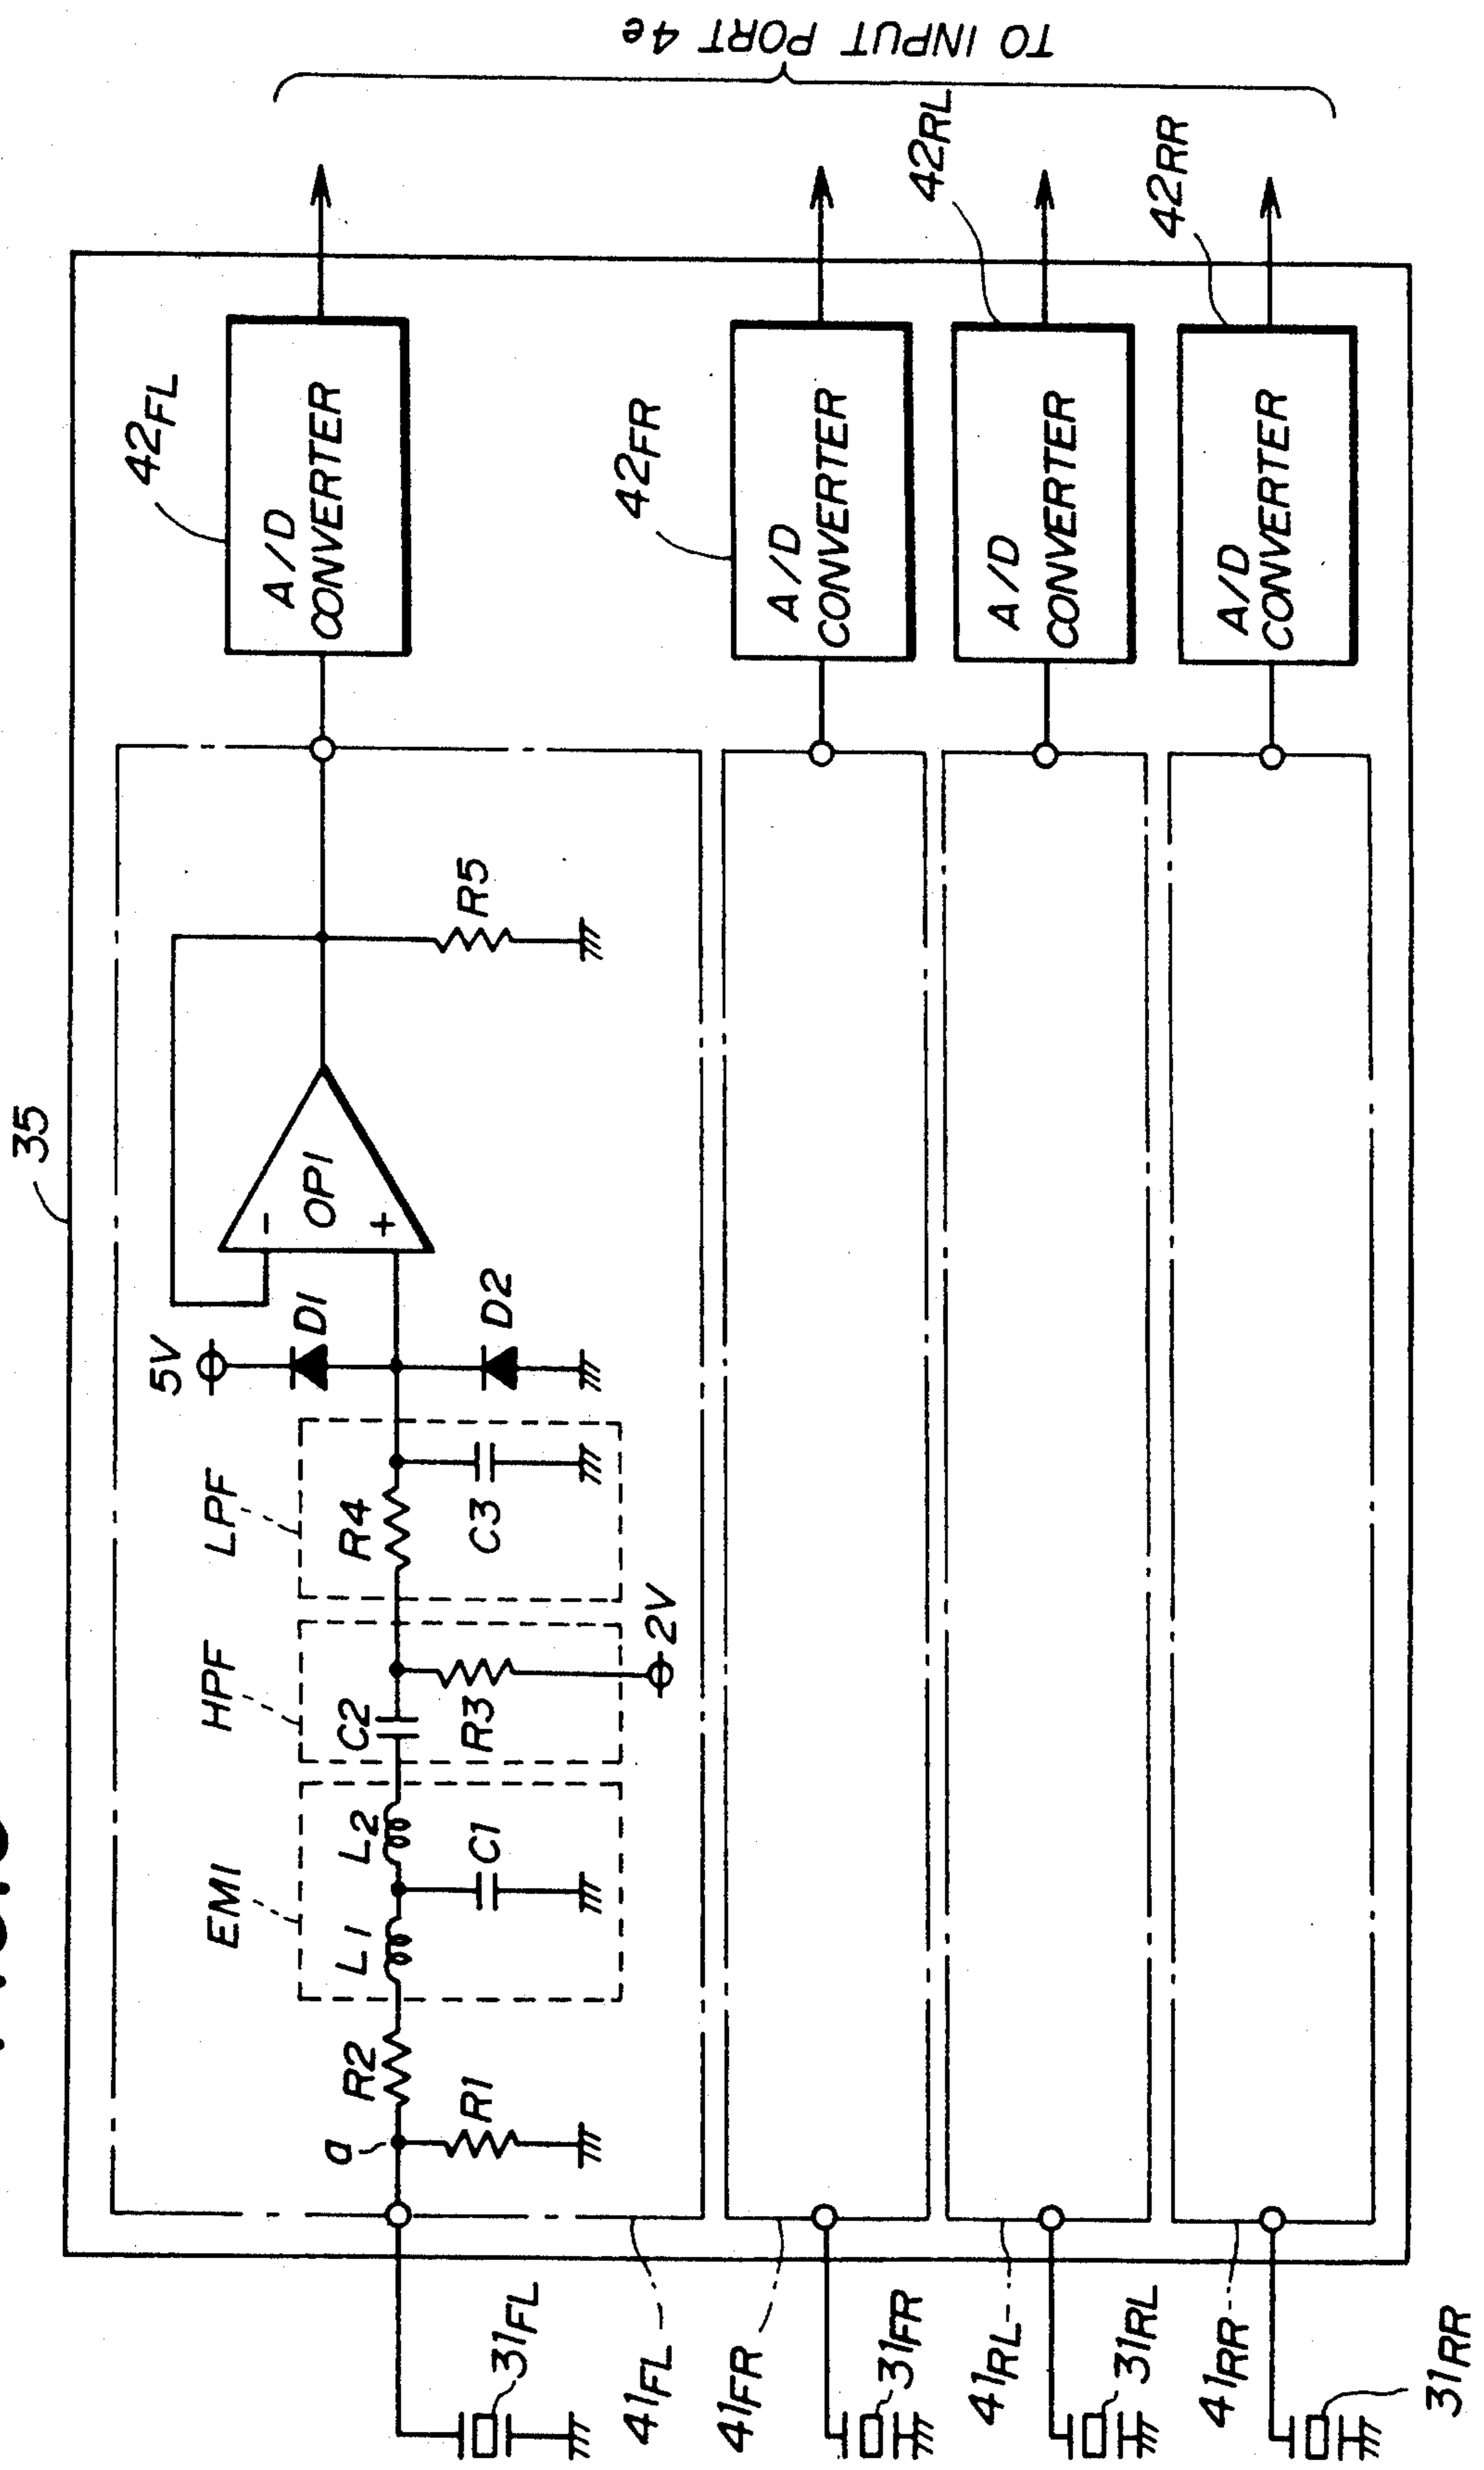 35
42FL
A/D
CONVERTER
TO INPUT PORT 4e
5V
D1
OP1
-
+
R5
D2
EMI
HPF
LPF
a
R2
L1
L2
C2
R4
R1
C1
R3
C3
2V
31FL
41FL
42FR
A/D
CONVERTER
41FR
31FR
42RL
A/D
CONVERTER
41RL
31RL
42RR
A/D
CONVERTER
41RR
31RR